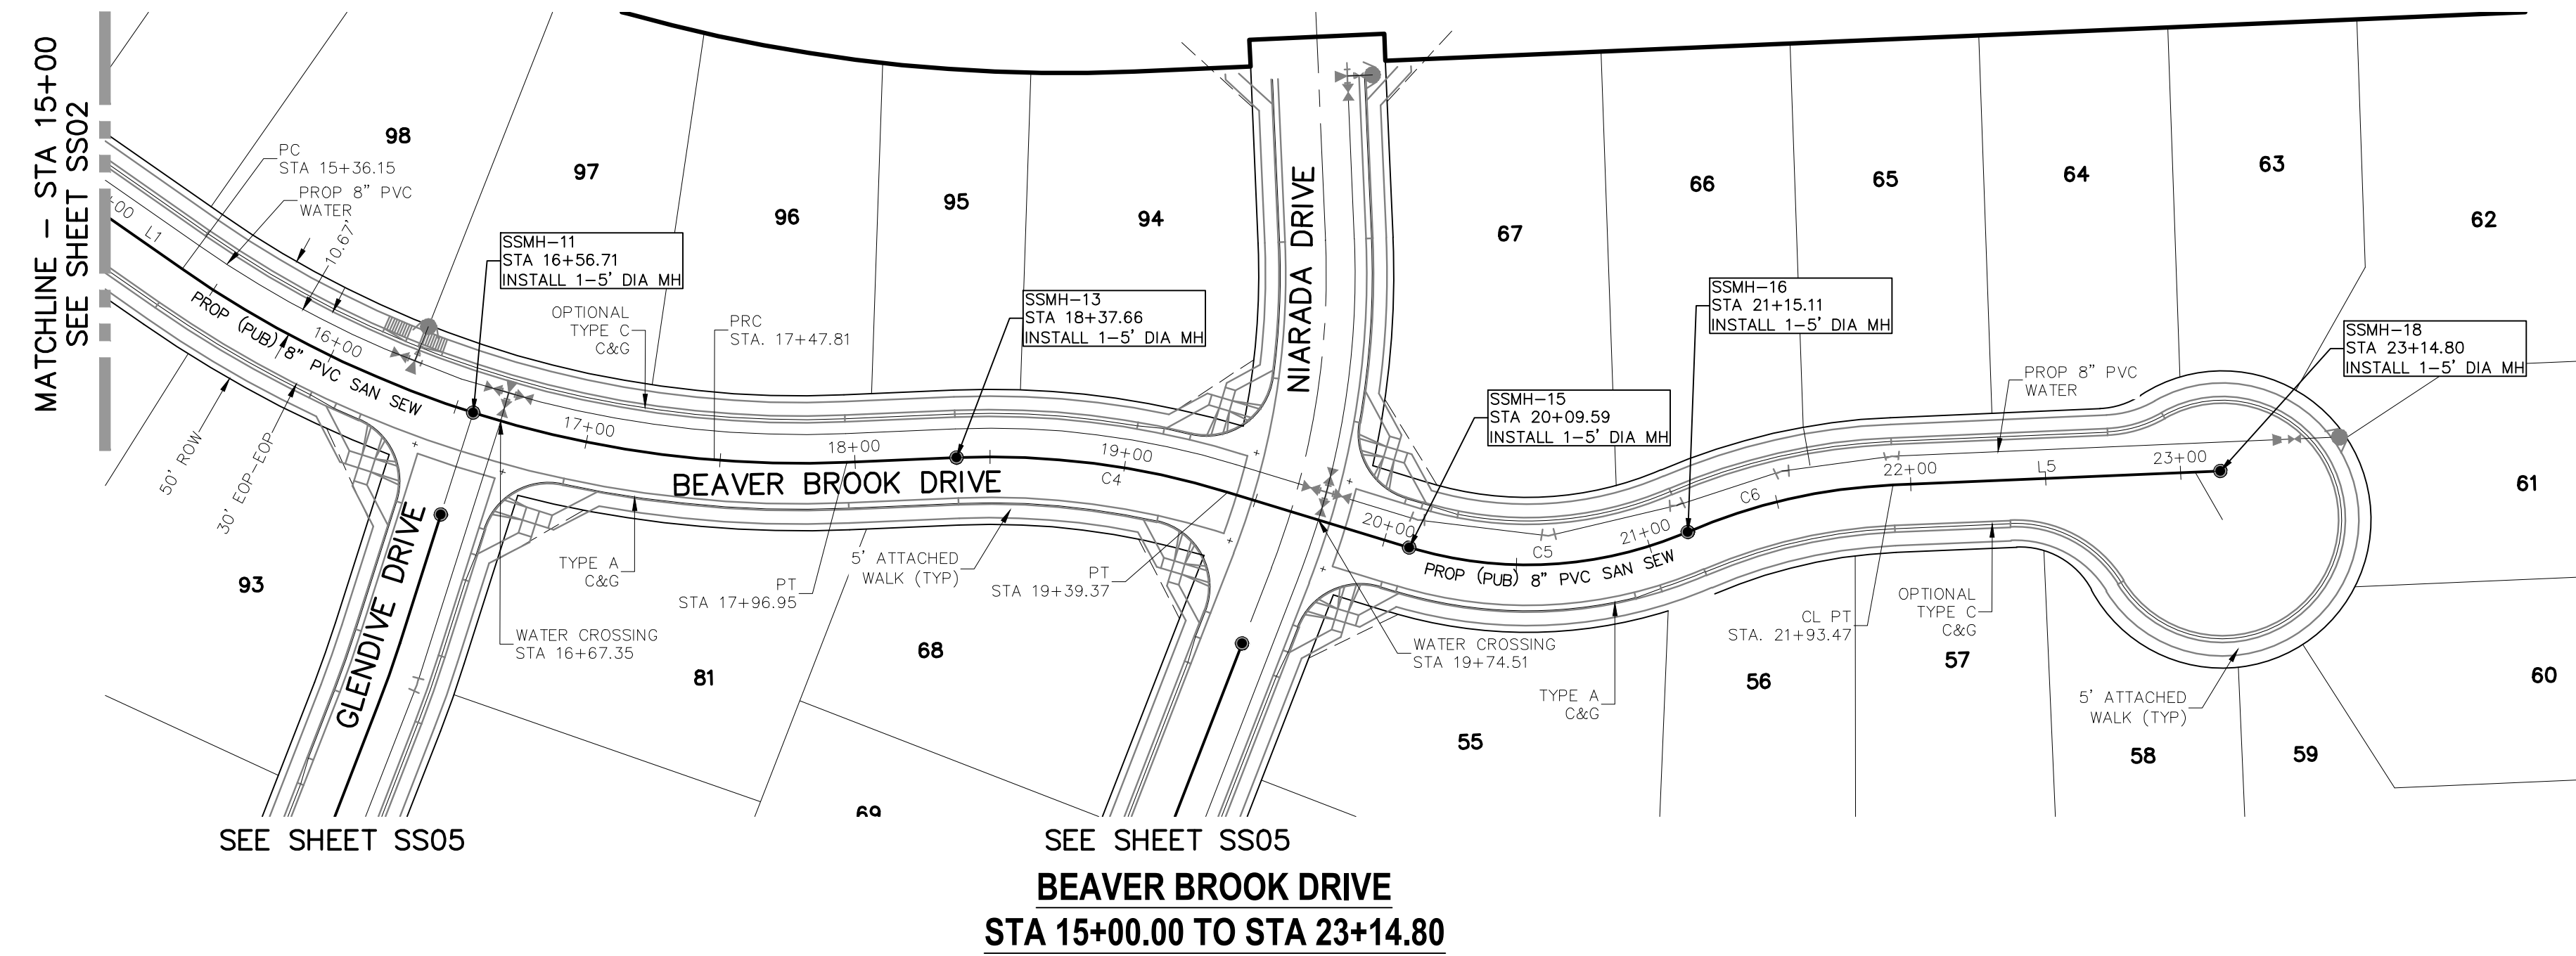 MATCHLINE – STA 15+00
SEE SHEET SS02
98
PC
STA 15+36.15
PROP 8" PVC
WATER
10.67'
L1
97
96
95
94
SSMH-11
STA 16+56.71
INSTALL 1-5' DIA MH
OPTIONAL
TYPE C
C&G
PRC
STA. 17+47.81
SSMH-13
STA 18+37.66
INSTALL 1-5' DIA MH
NIARADA DRIVE
67
66
65
64
63
62
SSMH-16
STA 21+15.11
INSTALL 1-5' DIA MH
SSMH-18
STA 23+14.80
INSTALL 1-5' DIA MH
SSMH-15
STA 20+09.59
INSTALL 1-5' DIA MH
PROP 8" PVC
WATER
PROP (PUB) 8" PVC SAN SEW
16+00
17+00
18+00
19+00
20+00
21+00
22+00
23+00
C4
C5
C6
L5
BEAVER BROOK DRIVE
PROP (PUB) 8" PVC SAN SEW
50' ROW
30' EOP-EOP
GLENDIVE DRIVE
93
TYPE A
C&G
PT
STA 17+96.95
5' ATTACHED
WALK (TYP)
PT
STA 19+39.37
WATER CROSSING
STA 16+67.35
WATER CROSSING
STA 19+74.51
CL PT
STA. 21+93.47
OPTIONAL
TYPE C
C&G
TYPE A
C&G
5' ATTACHED
WALK (TYP)
81
68
69
55
56
57
58
59
60
61
SEE SHEET SS05
SEE SHEET SS05
BEAVER BROOK DRIVE
STA 15+00.00 TO STA 23+14.80